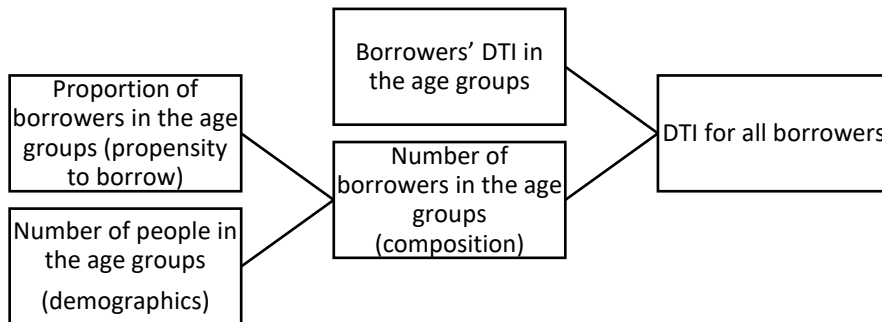 Proportion of
borrowers in the age
groups (propensity
to borrow)
Number of people in
the age groups
(demographics)
Borrowers’ DTI in
the age groups
Number of
borrowers in the age
groups
(composition)
DTI for all borrowers